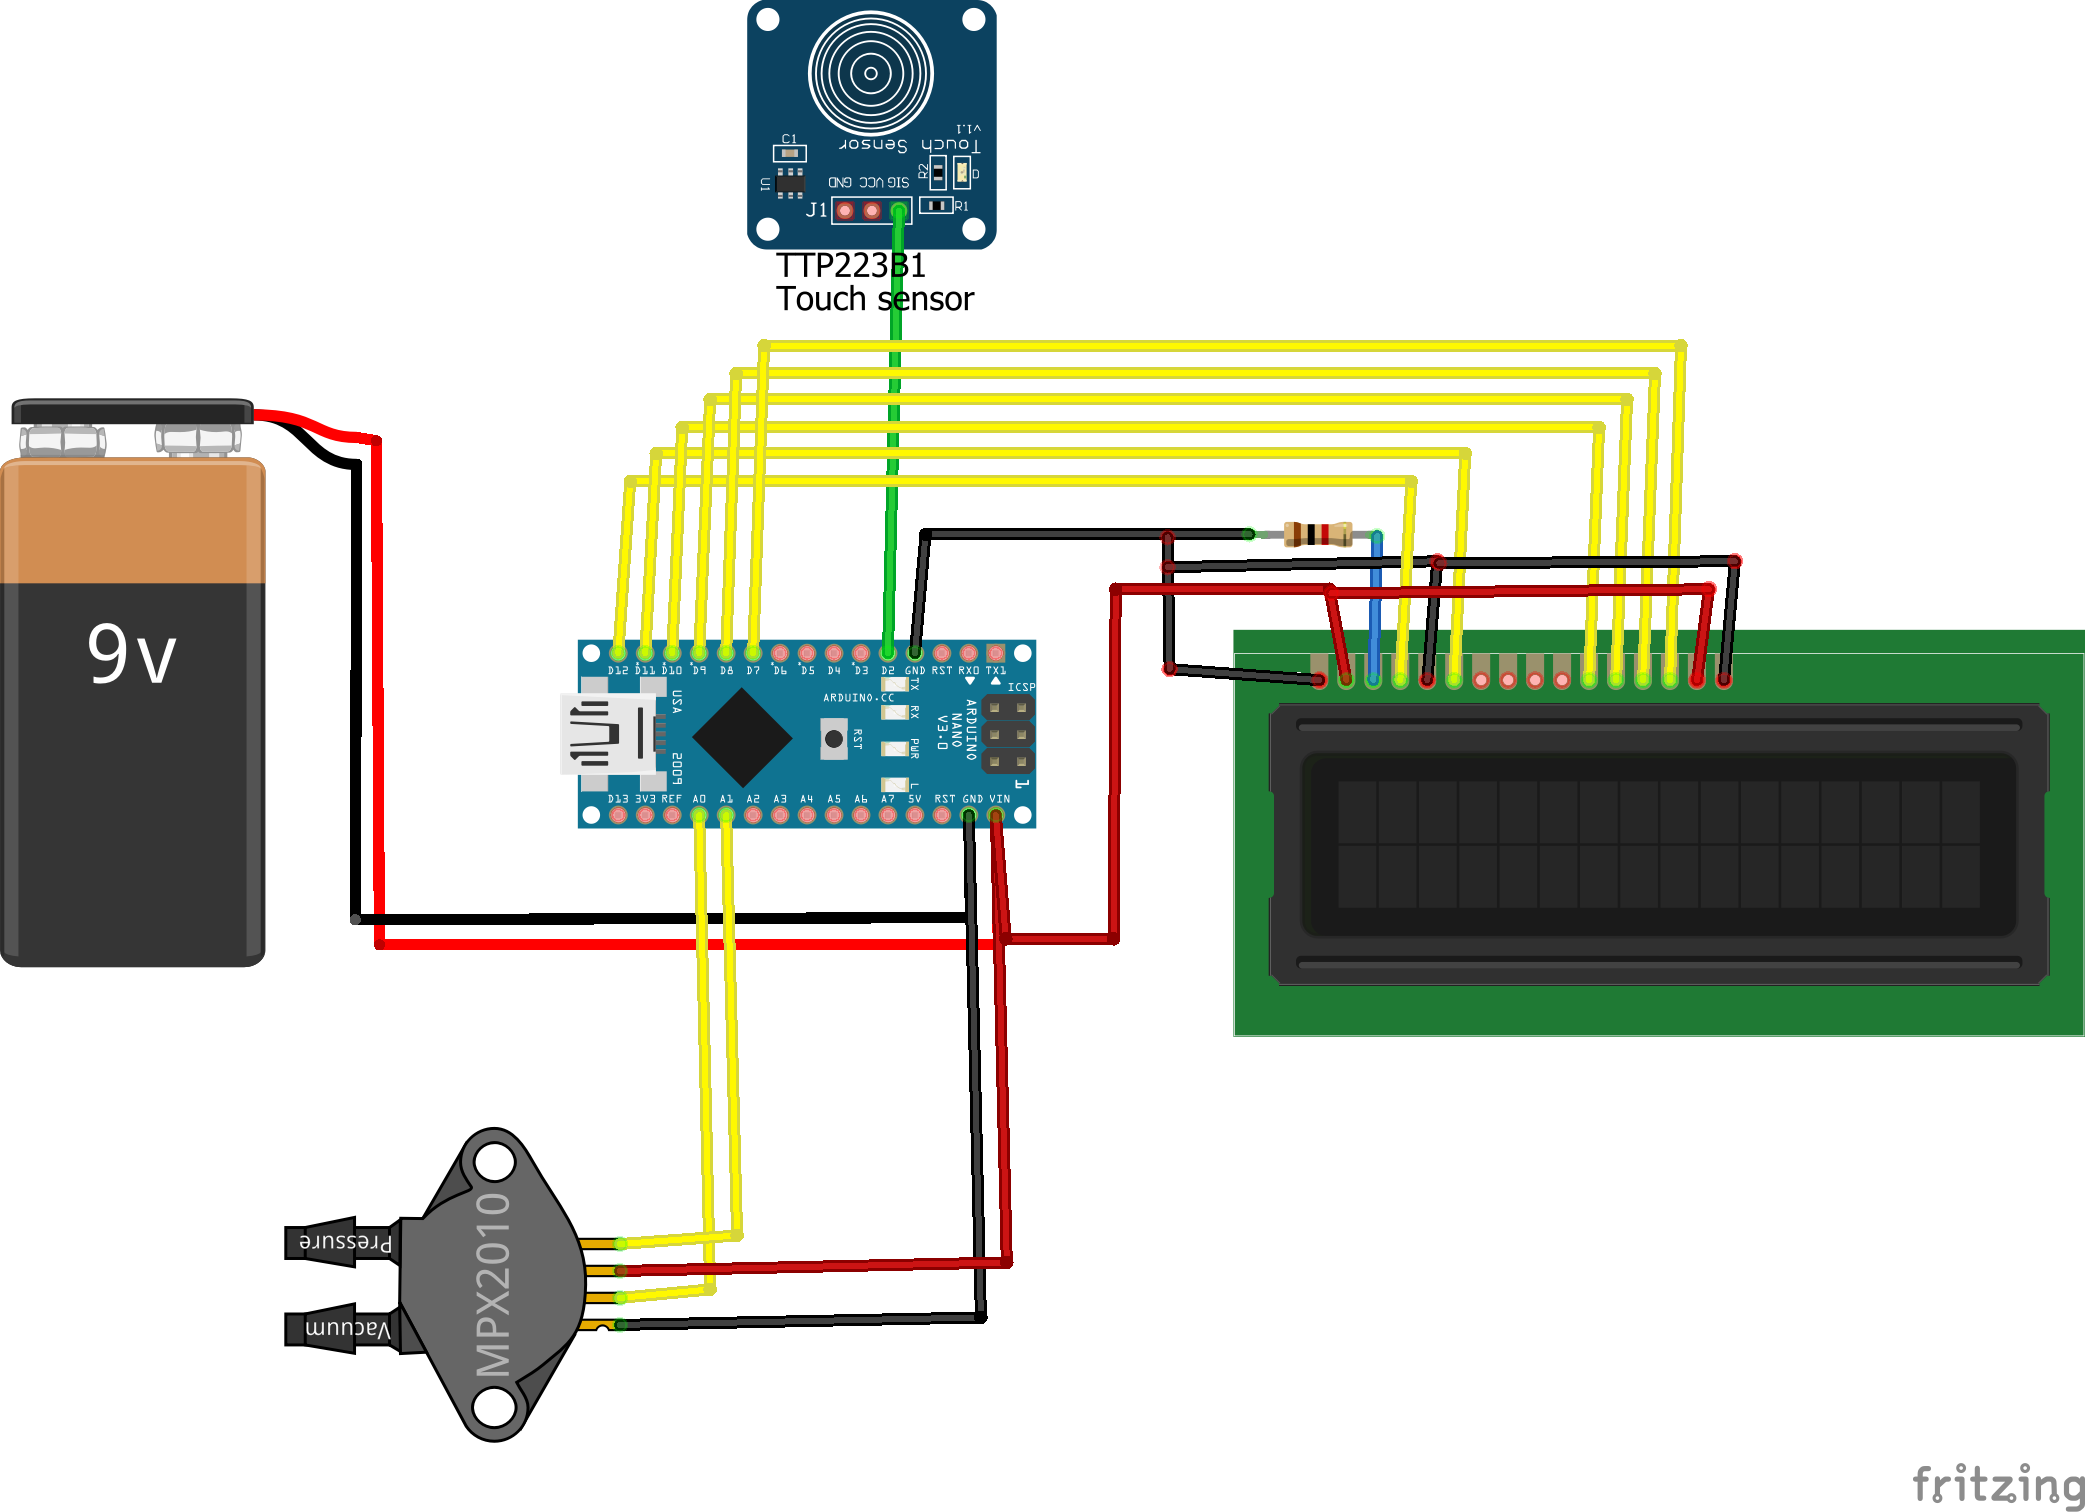 C1
V1.1
Touch Sensor
R2
D
U1
GND VCC SIG
J1
R1
TTP223B1
Touch sensor
9v
D12 D11 D10 D9 D8 D7 D6 D5 D4 D3 D2 GND RST RX0 TX1
TX
RX
PWR
L
ARDUINO.CC
ICSP
1
USA
2009
RST
ARDUINO
NANO
V3.0
D13 3V3 REF A0 A1 A2 A3 A4 A5 A6 A7 5V RST GND VIN
Pressure
Vacuum
MPX2010
fritzing